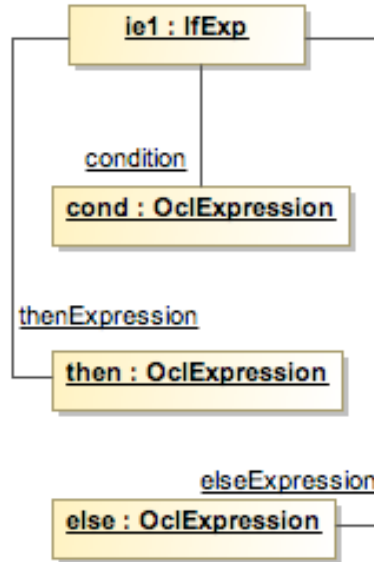 ie1 : IfExp
condition
cond : OclExpression
thenExpression
then : OclExpression
elseExpression
else : OclExpression